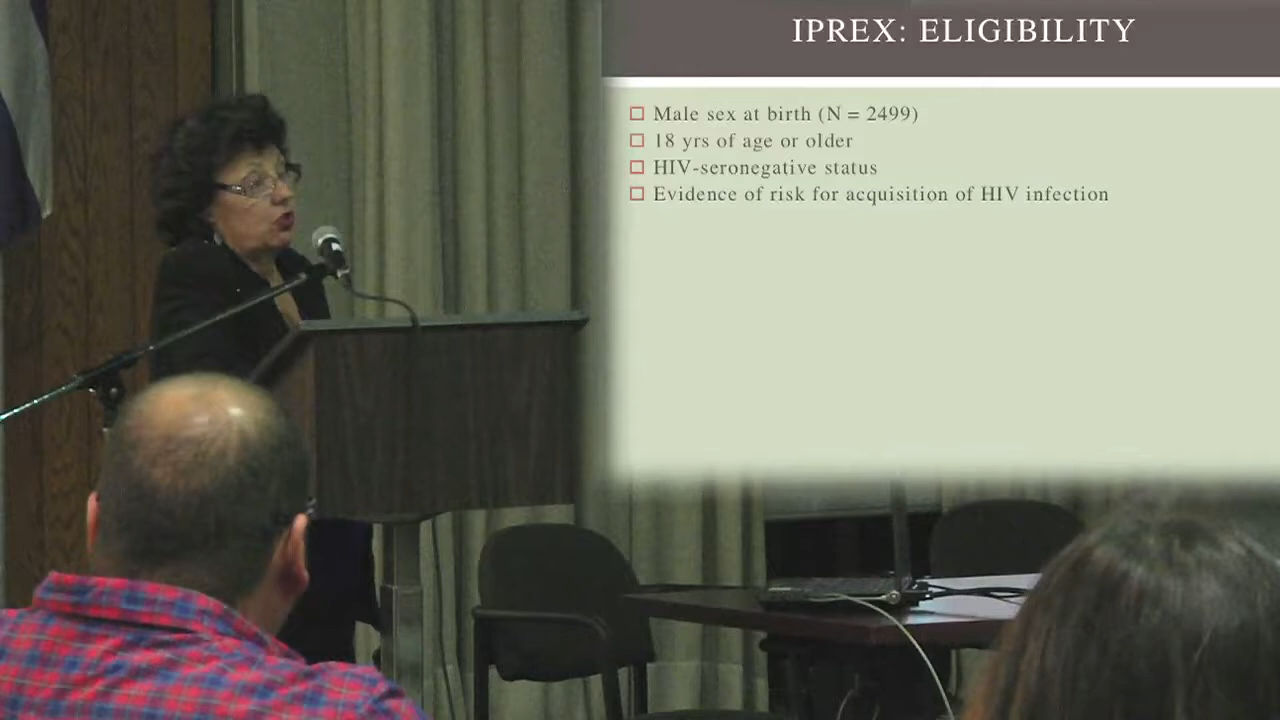 IPREX: ELIGIBILITY
Male sex at birth (N = 2499)
18 yrs of age or older
HIV-seronegative status
Evidence of risk for acquisition of HIV infection